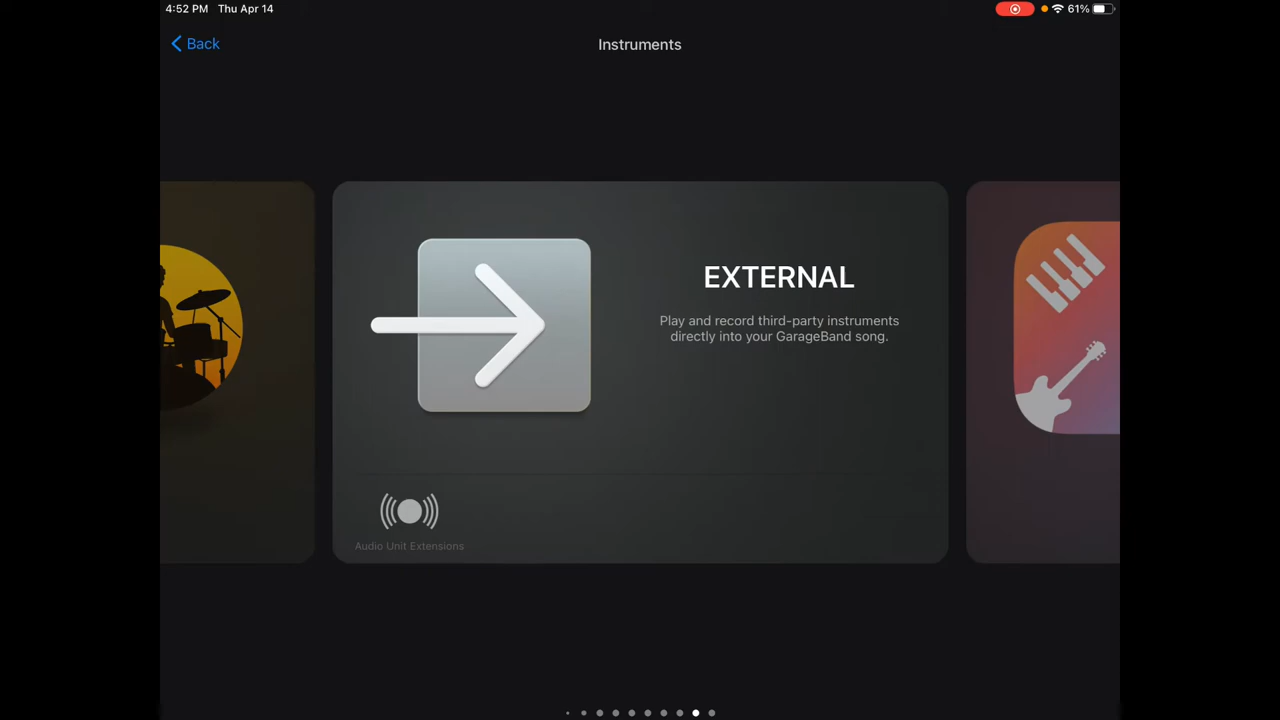 4:52 PM Thu Apr 14
61%
Back
Instruments
EXTERNAL
Play and record third-party instruments
directly into your GarageBand song.
Audio Unit Extensions